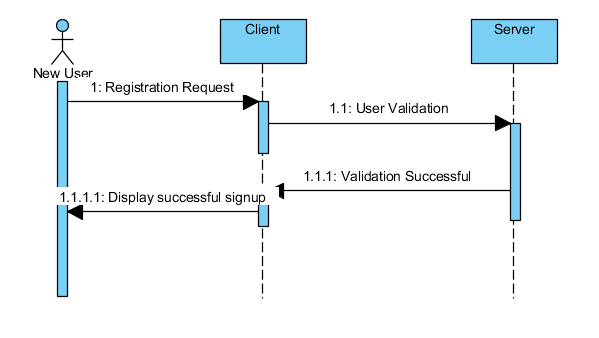 Client
Server
New User
1: Registration Request
1.1: User Validation
1.1.1: Validation Successful
1.1.1.1: Display successful signup